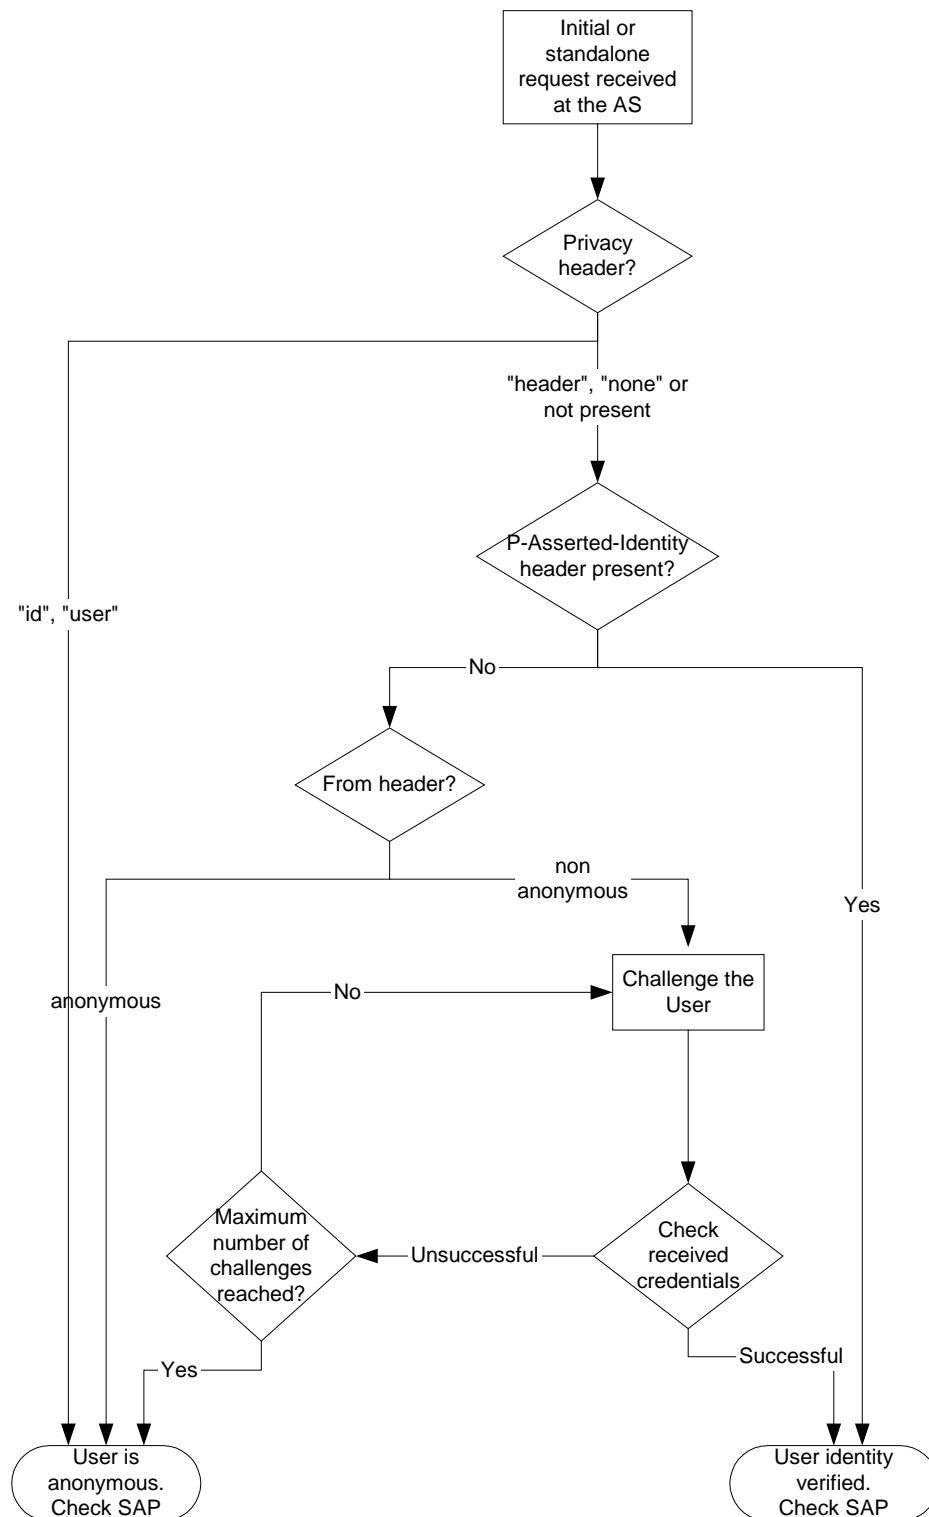 Initial or
standalone
request received
at the AS
Privacy
header?
"header", "none" or
not present
P-Asserted-Identity
header present?
"id", "user"
No
From header?
non
anonymous
Yes
anonymous
No
Challenge the
User
Maximum
number of
challenges
reached?
Unsuccessful
Check
received
credentials
Yes
Successful
User is
anonymous.
Check SAP
User identity
verified.
Check SAP